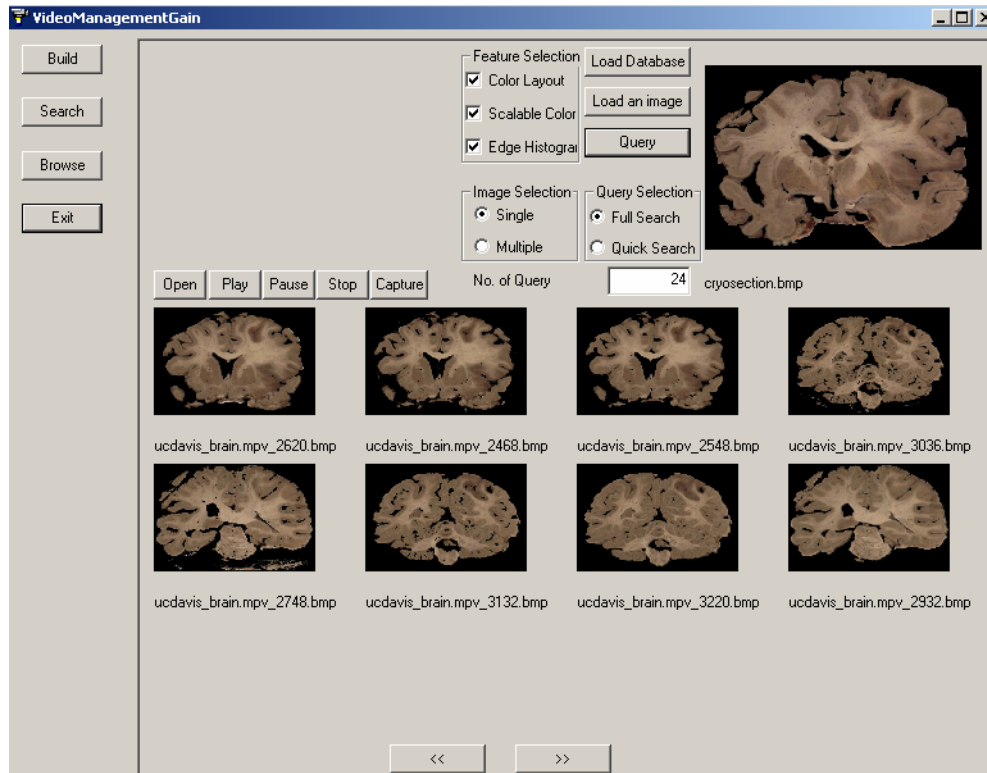 VideoManagementGain
Build
Search
Browse
Exit
Feature Selection
Color Layout
Scalable Color
Edge Histogra
Load Database
Load an image
Query
Image Selection
Single
Multiple
Query Selection
Full Search
Quick Search
Open Play Pause Stop Capture
No. of Query 24 cryosection.bmp
ucdavis_brain.mpv_2620.bmp ucdavis_brain.mpv_2468.bmp ucdavis_brain.mpv_2548.bmp ucdavis_brain.mpv_3036.bmp
ucdavis_brain.mpv_2748.bmp ucdavis_brain.mpv_3132.bmp ucdavis_brain.mpv_3220.bmp ucdavis_brain.mpv_2932.bmp
<< >>